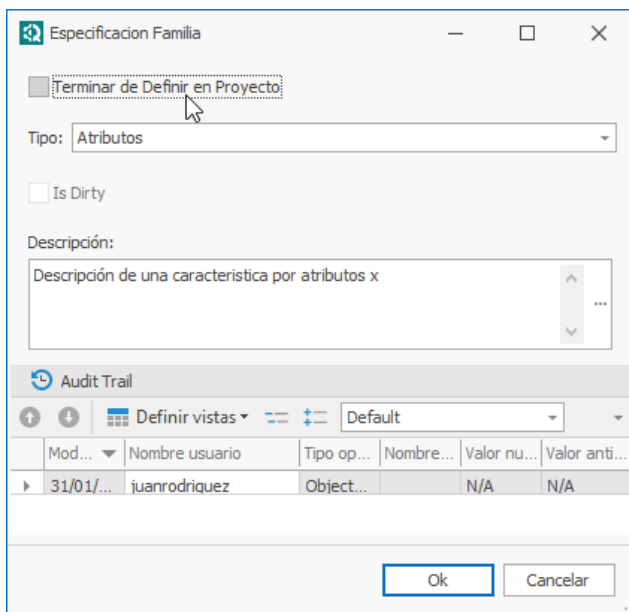 Especificacion Familia
Terminar de Definir en Proyecto
Tipo: Atributos
Is Dirty
Descripción:
Descripción de una caracteristica por atributos x
...
Audit Trail
Definir vistas Default
Mod... Nombre usuario Tipo op... Nombre... Valor nu... Valor anti...
31/01/... juanrodriguez Object... N/A N/A
Ok Cancelar